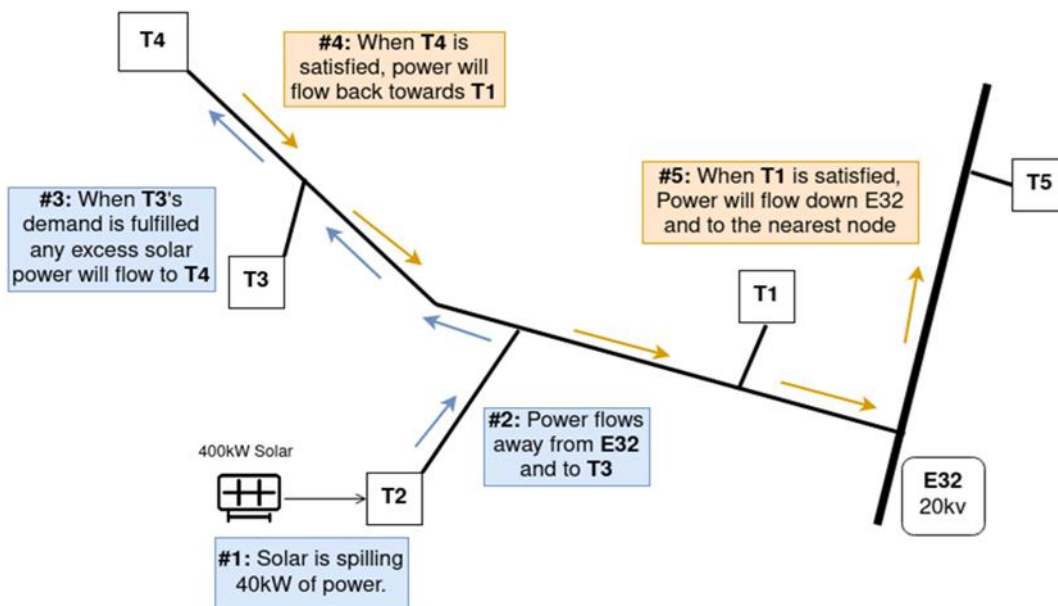 T4
#4: When T4 is
satisfied, power will
flow back towards T1
#3: When T3's
demand is fulfilled
any excess solar
power will flow to T4
T3
#5: When T1 is satisfied,
Power will flow down E32
and to the nearest node
T5
T1
#2: Power flows
away from E32
and to T3
400kW Solar
T2
E32
20kv
#1: Solar is spilling
40kW of power.